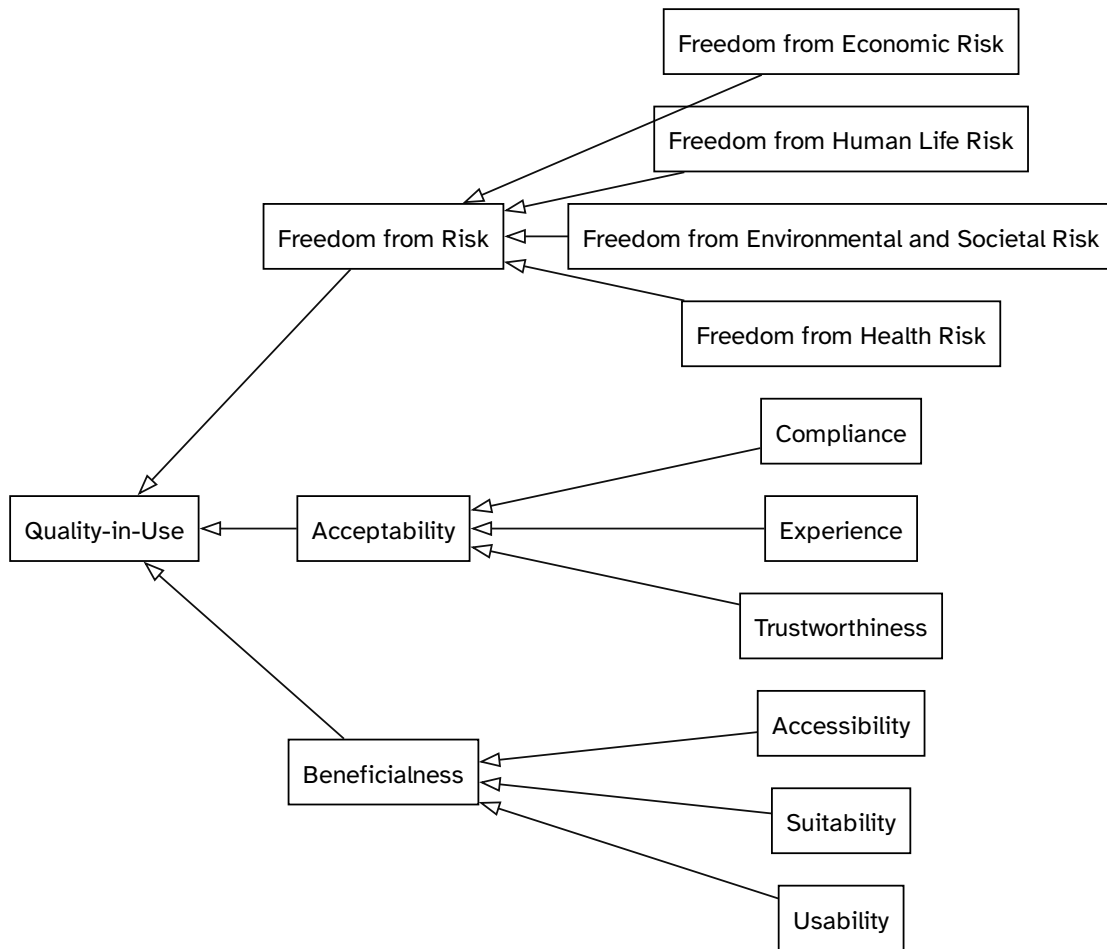 Freedom from Economic Risk
Freedom from Human Life Risk
Freedom from Risk
Freedom from Environmental and Societal Risk
Freedom from Health Risk
Compliance
Quality-in-Use
Acceptability
Experience
Trustworthiness
Accessibility
Beneficialness
Suitability
Usability